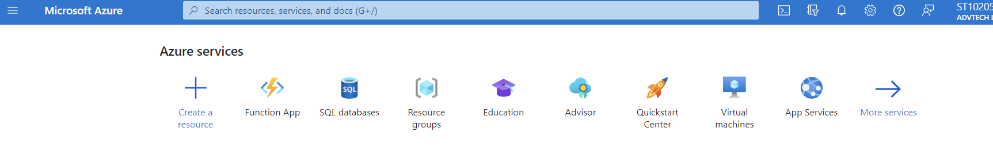 Microsoft Azure
Search resources, services, and docs (G+/)
ST10205
ADVTECH
Azure services
SQL
Create a
resource
Function App
SQL databases
Resource
groups
Education
Advisor
Quickstart
Center
Virtual
machines
App Services
More services